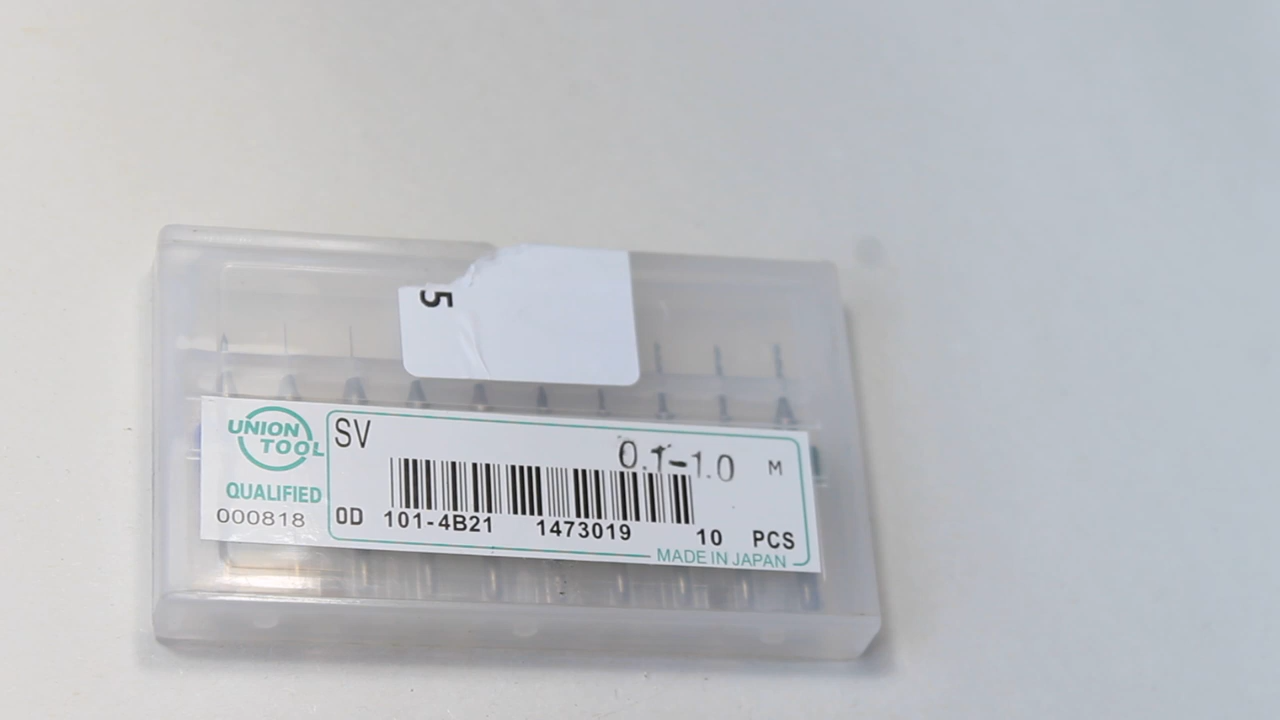 5
UNION
TOOL
QUALIFIED
000818
SV
0.1-1.0 M
0D 101-4B21 1473019 10 PCS
MADE IN JAPAN